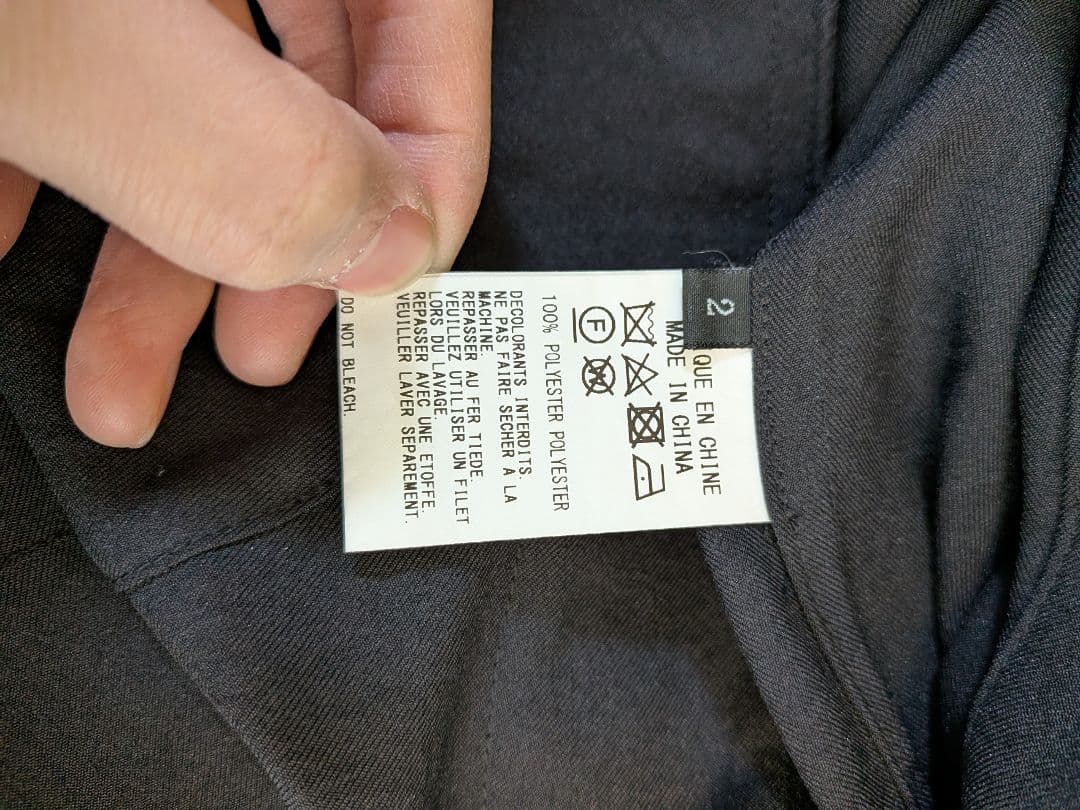 2
QUE EN CHINE
MADE IN CHINA
F
100% POLYESTER POLYESTER
DECOLORANTS INTERDITS.
NE PAS FAIRE SECHER A LA
MACHINE.
REPASSER AU FER TIEDE.
VEUILLEZ UTILISER UN FILET
LORS DU LAVAGE.
REPASSER AVEC UNE ETOFFE.
VEUILLER LAVER SEPAREMENT.
DO NOT BLEACH.